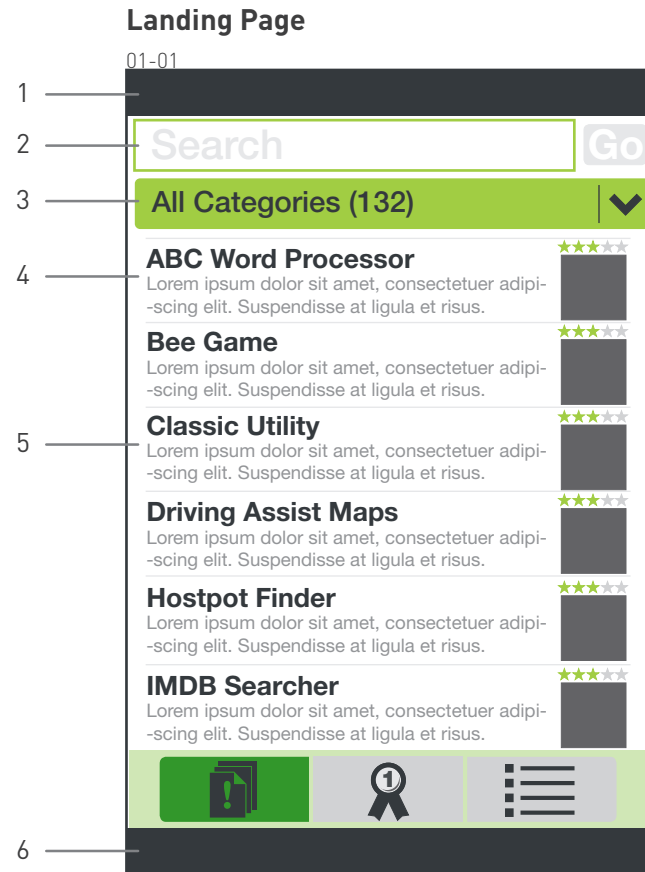 Landing Page
01-01
1
2
Search
Go
3
All Categories (132)
4
ABC Word Processor
Lorem ipsum dolor sit amet, consectetuer adipi-
-scing elit. Suspendisse at ligula et risus.
Bee Game
Lorem ipsum dolor sit amet, consectetuer adipi-
-scing elit. Suspendisse at ligula et risus.
5
Classic Utility
Lorem ipsum dolor sit amet, consectetuer adipi-
-scing elit. Suspendisse at ligula et risus.
Driving Assist Maps
Lorem ipsum dolor sit amet, consectetuer adipi-
-scing elit. Suspendisse at ligula et risus.
Hostpot Finder
Lorem ipsum dolor sit amet, consectetuer adipi-
-scing elit. Suspendisse at ligula et risus.
IMDB Searcher
Lorem ipsum dolor sit amet, consectetuer adipi-
-scing elit. Suspendisse at ligula et risus.
!
1
6